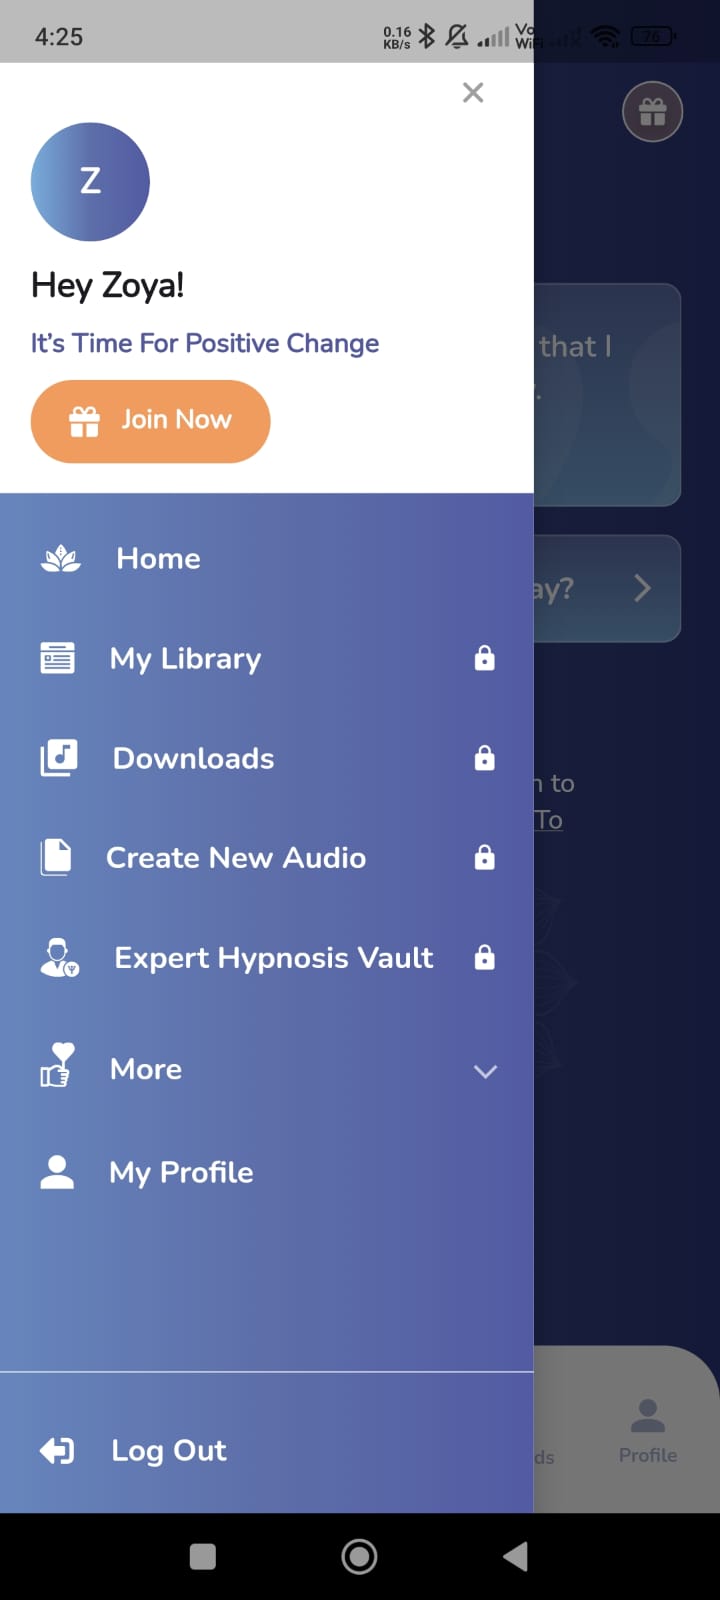 4:25
0.16
KB/s
Vo
WiFi
76
Z
Hey Zoya!
It's Time For Positive Change
Join Now
that I
Home
ay?
My Library
Downloads
n to
To
Create New Audio
Expert Hypnosis Vault
More
My Profile
Log Out
ds
Profile